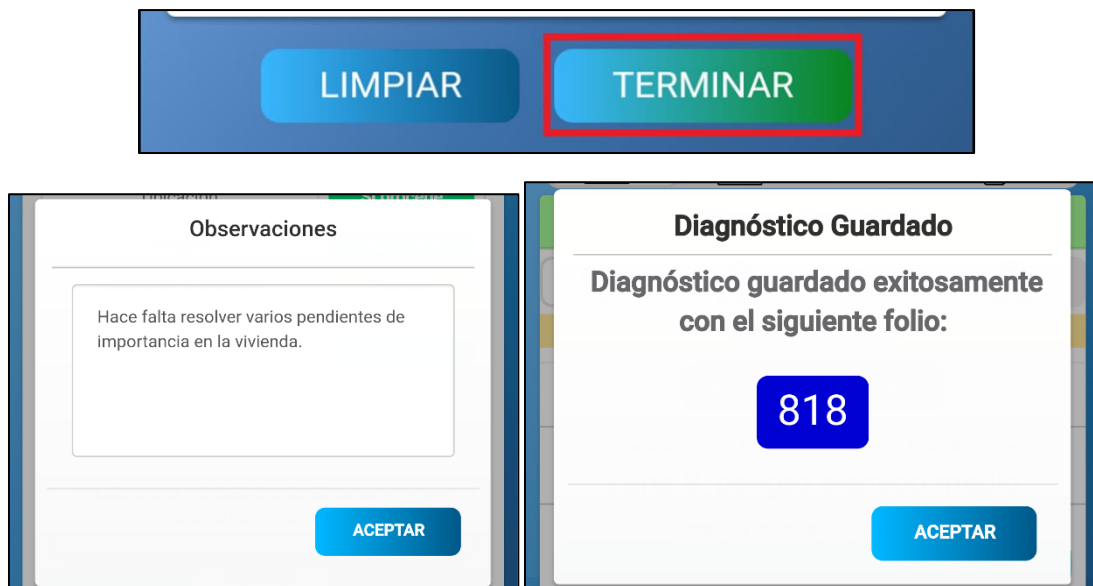 LIMPIAR TERMINAR
Observaciones
Hace falta resolver varios pendientes de
importancia en la vivienda.
ACEPTAR
Diagnóstico Guardado
Diagnóstico guardado exitosamente
con el siguiente folio:
818
ACEPTAR